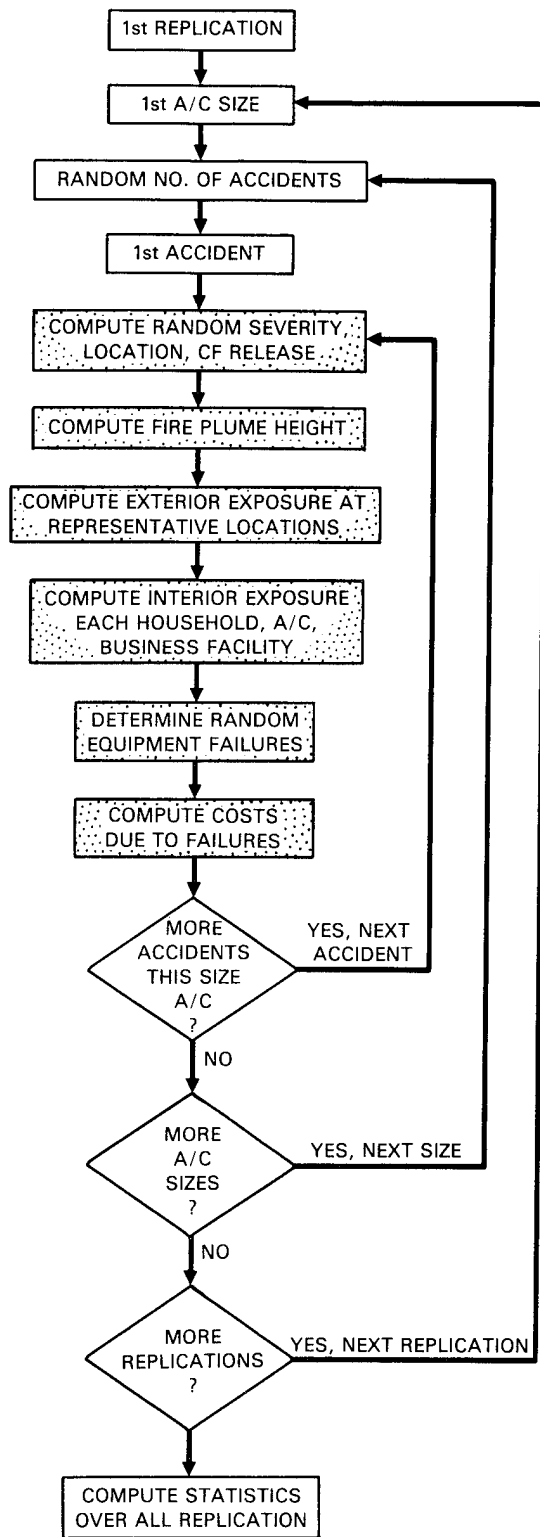 1st REPLICATION
1st A/C SIZE
RANDOM NO. OF ACCIDENTS
1st ACCIDENT
COMPUTE RANDOM SEVERITY,
LOCATION, CF RELEASE
COMPUTE FIRE PLUME HEIGHT
COMPUTE EXTERIOR EXPOSURE AT
REPRESENTATIVE LOCATIONS
COMPUTE INTERIOR EXPOSURE
EACH HOUSEHOLD, A/C,
BUSINESS FACILITY
DETERMINE RANDOM
EQUIPMENT FAILURES
COMPUTE COSTS
DUE TO FAILURES
MORE
ACCIDENTS
THIS SIZE
A/C
?
YES, NEXT
ACCIDENT
NO
MORE
A/C
SIZES
?
YES, NEXT SIZE
NO
MORE
REPLICATIONS
?
YES, NEXT REPLICATION
COMPUTE STATISTICS
OVER ALL REPLICATION